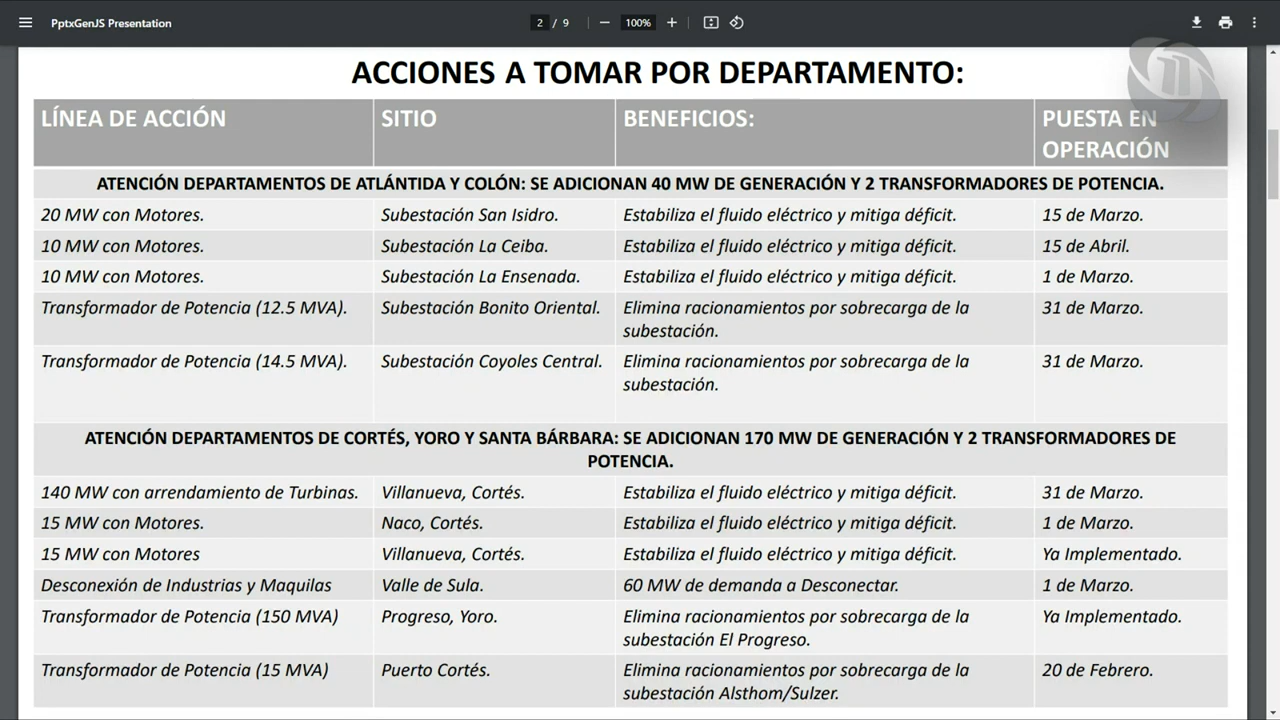 PptxGenJS Presentation
2 / 9
100%
ACCIONES A TOMAR POR DEPARTAMENTO:
LÍNEA DE ACCIÓN SITIO BENEFICIOS: PUESTA EN
OPERACIÓN
ATENCIÓN DEPARTAMENTOS DE ATLÁNTIDA Y COLÓN: SE ADICIONAN 40 MW DE GENERACIÓN Y 2 TRANSFORMADORES DE POTENCIA.
20 MW con Motores. Subestación San Isidro. Estabiliza el fluido eléctrico y mitiga déficit. 15 de Marzo.
10 MW con Motores. Subestación La Ceiba. Estabiliza el fluido eléctrico y mitiga déficit. 15 de Abril.
10 MW con Motores. Subestación La Ensenada. Estabiliza el fluido eléctrico y mitiga déficit. 1 de Marzo.
Transformador de Potencia (12.5 MVA). Subestación Bonito Oriental. Elimina racionamientos por sobrecarga de la 31 de Marzo.
subestación.
Transformador de Potencia (14.5 MVA). Subestación Coyoles Central. Elimina racionamientos por sobrecarga de la 31 de Marzo.
subestación.
ATENCIÓN DEPARTAMENTOS DE CORTÉS, YORO Y SANTA BÁRBARA: SE ADICIONAN 170 MW DE GENERACIÓN Y 2 TRANSFORMADORES DE
POTENCIA.
140 MW con arrendamiento de Turbinas. Villanueva, Cortés. Estabiliza el fluido eléctrico y mitiga déficit. 31 de Marzo.
15 MW con Motores. Naco, Cortés. Estabiliza el fluido eléctrico y mitiga déficit. 1 de Marzo.
15 MW con Motores Villanueva, Cortés. Estabiliza el fluido eléctrico y mitiga déficit. Ya Implementado.
Desconexión de Industrias y Maquilas Valle de Sula. 60 MW de demanda a Desconectar. 1 de Marzo.
Transformador de Potencia (150 MVA) Progreso, Yoro. Elimina racionamientos por sobrecarga de la Ya Implementado.
subestación El Progreso.
Transformador de Potencia (15 MVA) Puerto Cortés. Elimina racionamientos por sobrecarga de la 20 de Febrero.
subestación Alsthom/Sulzer.